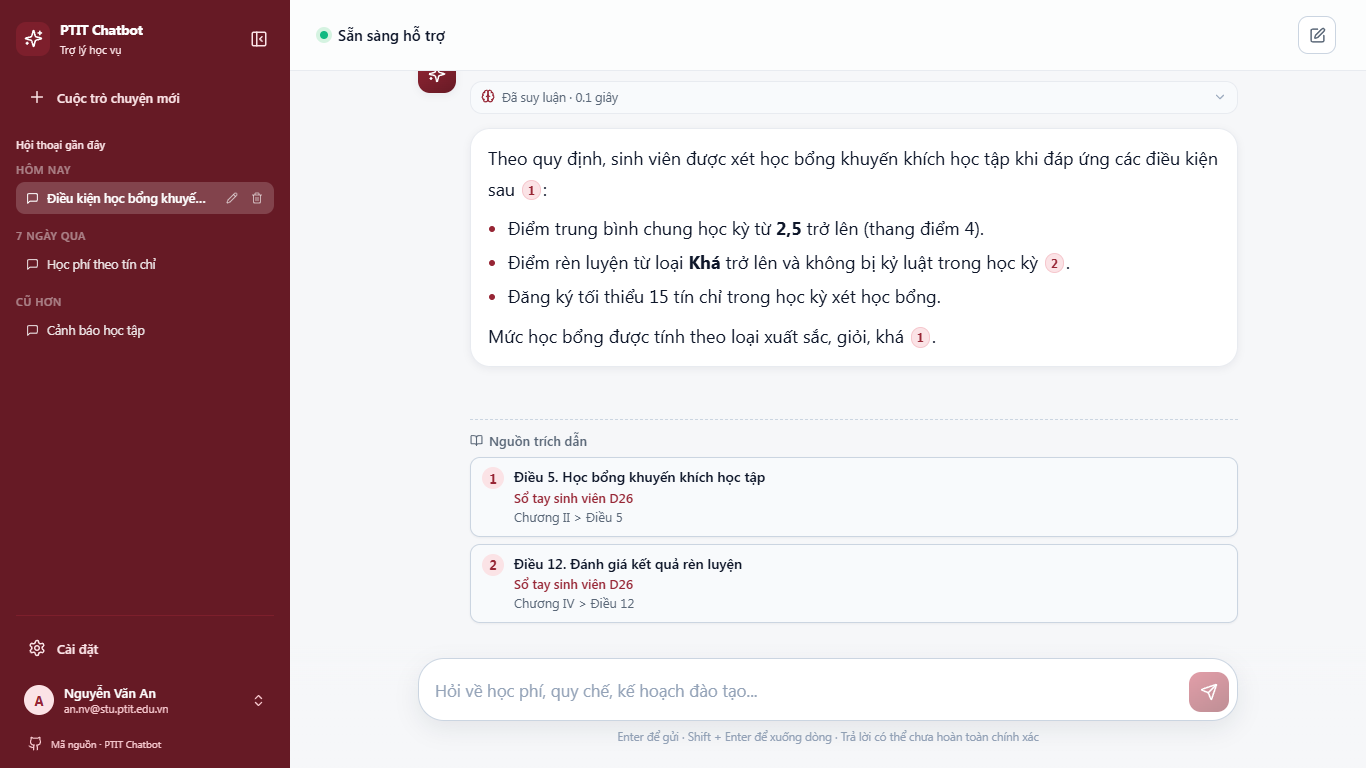 PTIT Chatbot
Trợ lý học vụ
Cuộc trò chuyện mới
Hội thoại gần đây
HÔM NAY
Điều kiện học bổng khuyế...
7 NGÀY QUA
Học phí theo tín chỉ
CŨ HƠN
Cảnh báo học tập
Cài đặt
A
Nguyễn Văn An
an.nv@stu.ptit.edu.vn
Mã nguồn · PTIT Chatbot
Sẵn sàng hỗ trợ
Đã suy luận · 0.1 giây
Theo quy định, sinh viên được xét học bổng khuyến khích học tập khi đáp ứng các điều kiện
sau 1 :
• Điểm trung bình chung học kỳ từ 2,5 trở lên (thang điểm 4).
• Điểm rèn luyện từ loại Khá trở lên và không bị kỷ luật trong học kỳ 2 .
• Đăng ký tối thiểu 15 tín chỉ trong học kỳ xét học bổng.
Mức học bổng được tính theo loại xuất sắc, giỏi, khá 1 .
Nguồn trích dẫn
1 Điều 5. Học bổng khuyến khích học tập
Sổ tay sinh viên D26
Chương II > Điều 5
2 Điều 12. Đánh giá kết quả rèn luyện
Sổ tay sinh viên D26
Chương IV > Điều 12
Hỏi về học phí, quy chế, kế hoạch đào tạo...
Enter để gửi · Shift + Enter để xuống dòng · Trả lời có thể chưa hoàn toàn chính xác